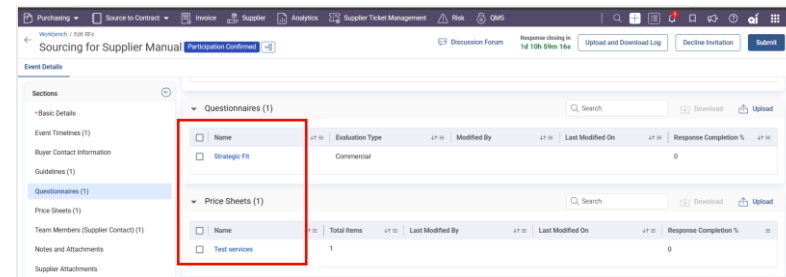 Purchasing Source to Contract Invoice Supplier Analytics Supplier Ticket Management Risk QMS
Workbench / Edit RFx
Sourcing for Supplier Manual Participation Confirmed Discussion Forum Response closing in Upload and Download Log Decline Invitation Submit
1d 10h 59m 16s
Event Details
Sections
*Basic Details
Event Timelines (1)
Buyer Contact Information
Guidelines (1)
Questionnaires (1)
Price Sheets (1)
Team Members (Supplier Contact) (1)
Notes and Attachments
Supplier Attachments
Questionnaires (1) Search Download Upload
Name Evaluation Type Modified By Last Modified On Response Completion %
Strategic Fit Commercial 0
Price Sheets (1) Search Download Upload
Name Total Items Last Modified By Last Modified On Response Completion %
Test services 1 0